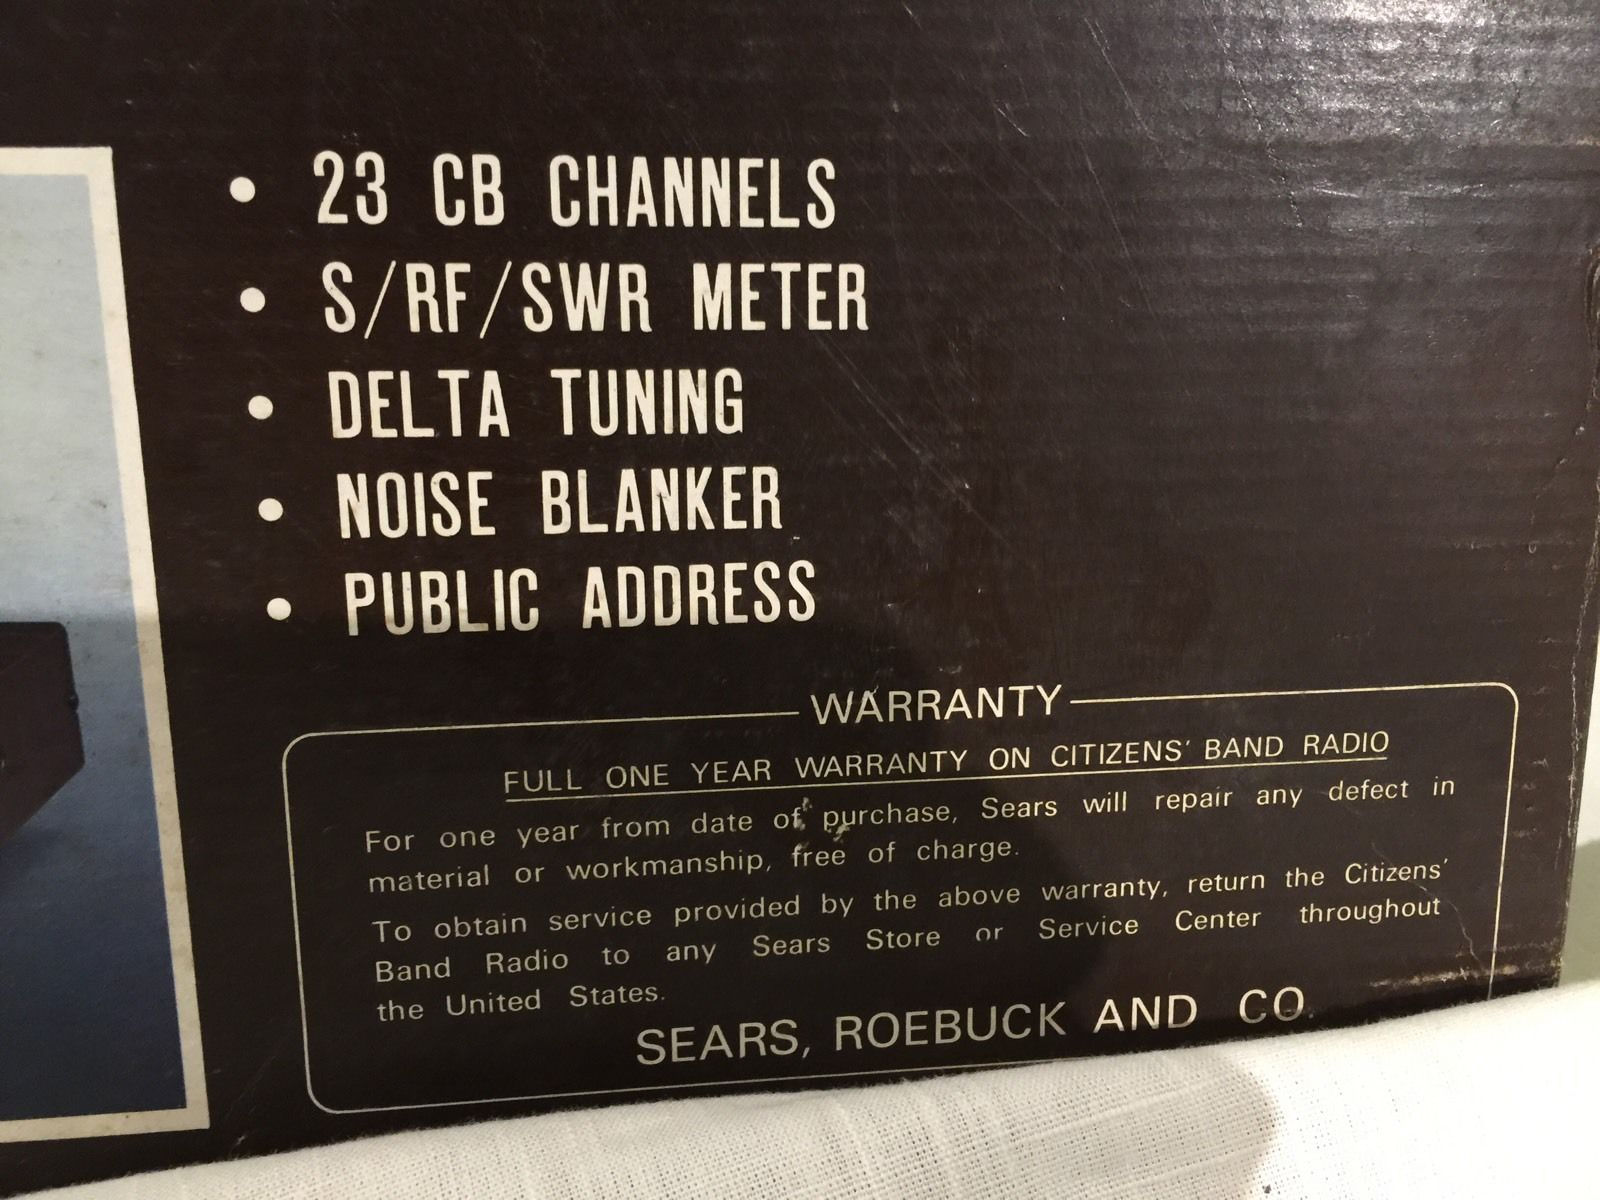 • 23 CB CHANNELS
• S/RF/SWR METER
• DELTA TUNING
• NOISE BLANKER
• PUBLIC ADDRESS
WARRANTY
FULL ONE YEAR WARRANTY ON CITIZENS' BAND RADIO
For one year from date of purchase, Sears will repair any defect in
material or workmanship, free of charge.
To obtain service provided by the above warranty, return the Citizens'
Band Radio to any Sears Store or Service Center throughout
the United States.
SEARS, ROEBUCK AND CO.